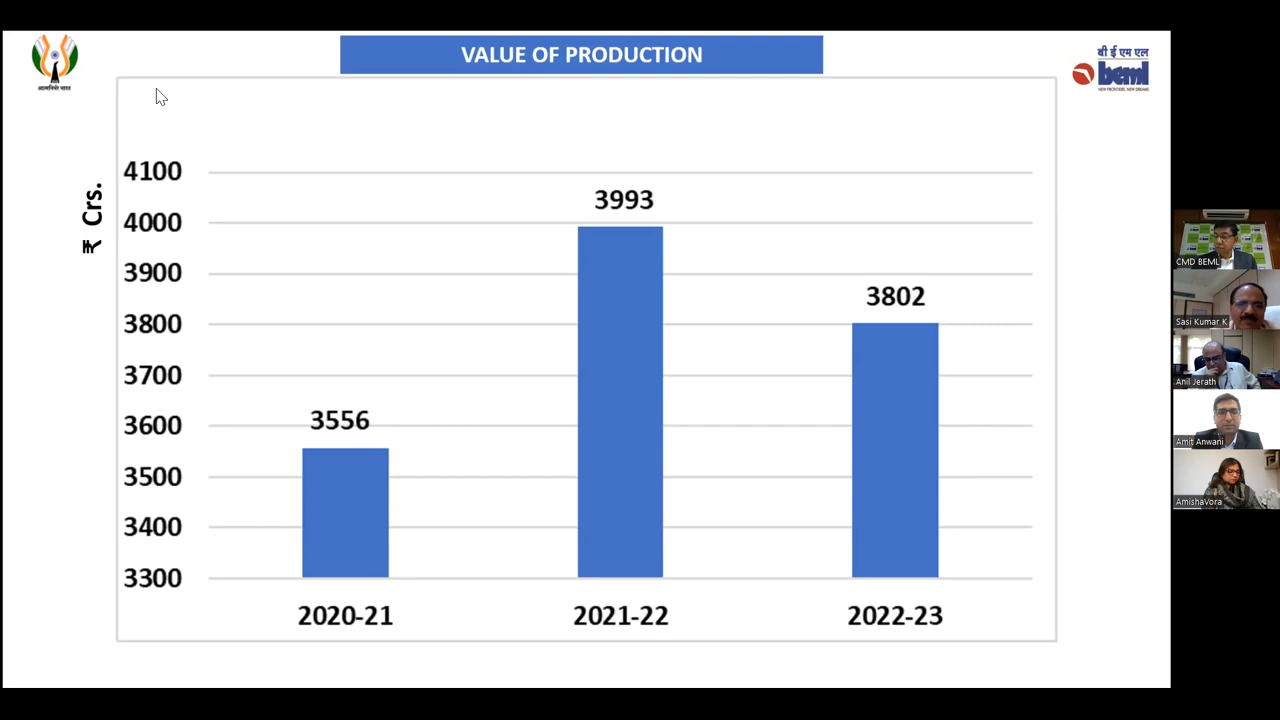 VALUE OF PRODUCTION
आत्मनिर्भर भारत
बी ई एम एल
beml
NEW FRONTIERS. NEW DREAMS
₹ Crs.
4100
4000
3900
3800
3700
3600
3500
3400
3300
3556
3993
3802
2020-21
2021-22
2022-23
CMD BEML
Sasi Kumar K
Anil Jerath
Amit Anwani
AmishaVora